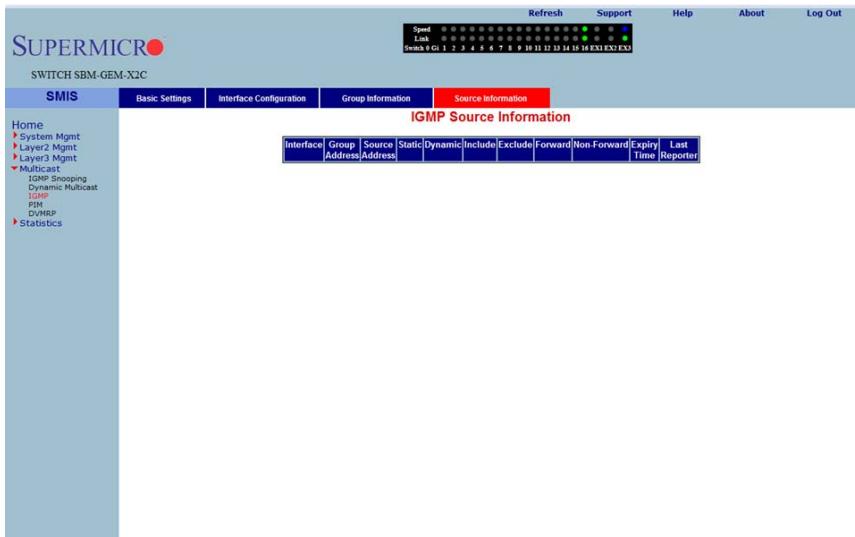 Refresh Support Help About Log Out
Speed
Link
Switch 0 Gi 1 2 3 4 5 6 7 8 9 10 11 12 13 14 15 16 EX1 EX2 EX3
SUPERMICRO
SWITCH SBM-GEM-X2C
SMIS
Basic Settings Interface Configuration Group Information Source Information
Home
System Mgmt
Layer2 Mgmt
Layer3 Mgmt
Multicast
IGMP Snooping
Dynamic Multicast
IGMP
PIM
DVMRP
Statistics
IGMP Source Information
Interface Group Source Static Dynamic Include Exclude Forward Non-Forward Expiry Last
Address Address Time Reporter